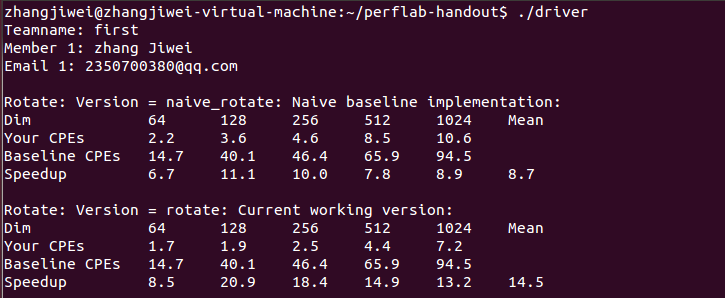 zhangjiwei@zhangjiwei-virtual-machine:~/perflab-handout$ ./driver
Teamname: first
Member 1: zhang Jiwei
Email 1: 2350700380@qq.com

Rotate: Version = naive_rotate: Naive baseline implementation:
Dim 64 128 256 512 1024 Mean
Your CPEs 2.2 3.6 4.6 8.5 10.6
Baseline CPEs 14.7 40.1 46.4 65.9 94.5
Speedup 6.7 11.1 10.0 7.8 8.9 8.7

Rotate: Version = rotate: Current working version:
Dim 64 128 256 512 1024 Mean
Your CPEs 1.7 1.9 2.5 4.4 7.2
Baseline CPEs 14.7 40.1 46.4 65.9 94.5
Speedup 8.5 20.9 18.4 14.9 13.2 14.5